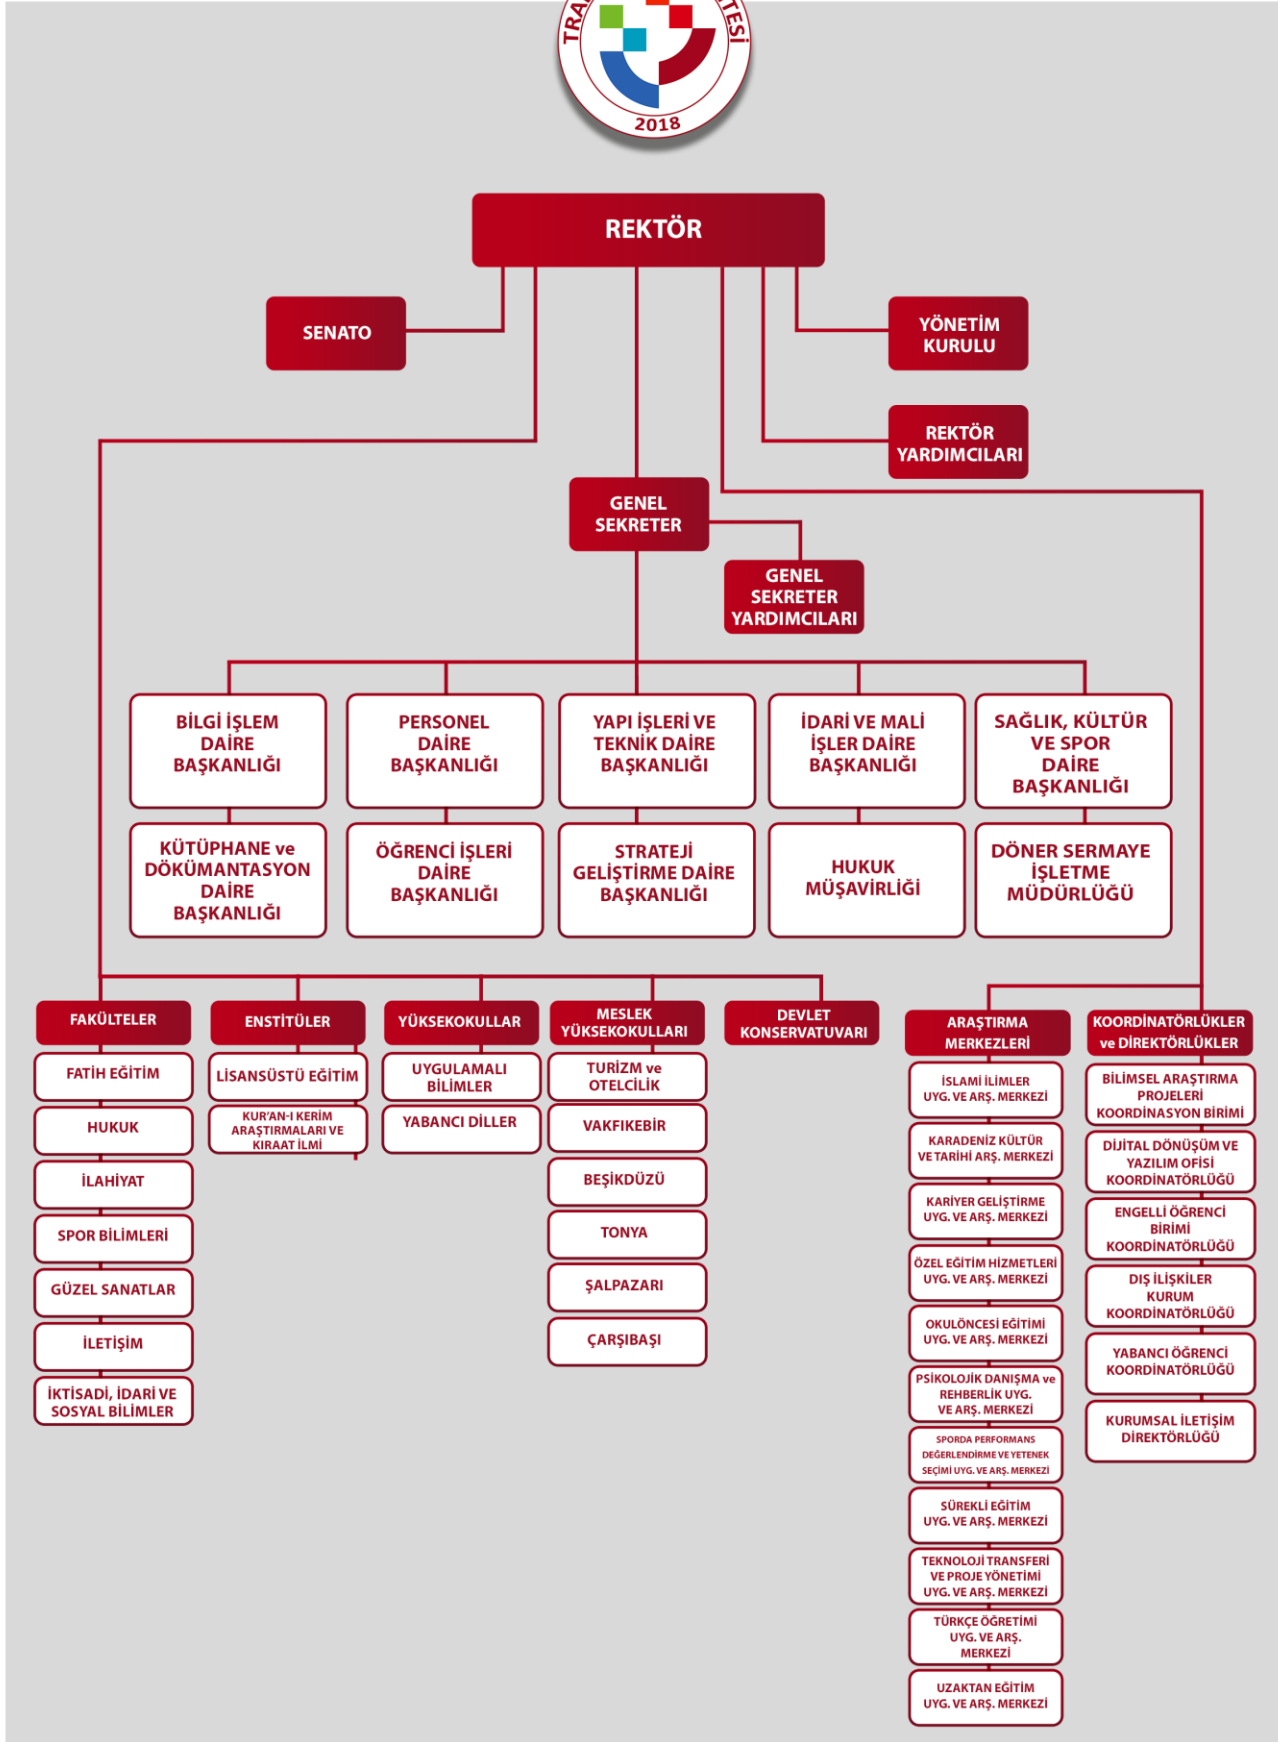 2018
REKTÖR
SENATO
YÖNETİM
KURULU
REKTÖR
YARDIMCILARI
GENEL
SEKRETER
GENEL
SEKRETER
YARDIMCILARI
BİLGİ İŞLEM
DAİRE
BAŞKANLIĞI
PERSONEL
DAİRE
BAŞKANLIĞI
YAPI İŞLERİ VE
TEKNİK DAİRE
BAŞKANLIĞI
İDARİ VE MALİ
İŞLER DAİRE
BAŞKANLIĞI
SAĞLIK, KÜLTÜR
VE SPOR
DAİRE
BAŞKANLIĞI
KÜTÜPHANE ve
DÖKÜMANTASYON
DAİRE
BAŞKANLIĞI
ÖĞRENCİ İŞLERİ
DAİRE
BAŞKANLIĞI
STRATEJİ
GELİŞTİRME DAİRE
BAŞKANLIĞI
HUKUK
MÜŞAVİRLİĞİ
DÖNER SERMAYE
İŞLETME
MÜDÜRLÜĞÜ
FAKÜLTELER
FATİH EĞİTİM
HUKUK
İLAHİYAT
SPOR BİLİMLERİ
GÜZEL SANATLAR
İLETİŞİM
İKTİSADİ, İDARİ VE
SOSYAL BİLİMLER
ENSTİTÜLER
LİSANSÜSTÜ EĞİTİM
KUR'AN-I KERİM
ARAŞTIRMALARI VE
KIRAAT İLMİ
YÜKSEKOKULLAR
UYGULAMALI
BİLİMLER
YABANCI DİLLER
MESLEK
YÜKSEKOKULLARI
TURİZM ve
OTELCİLİK
VAKFIKEBİR
BEŞİKDÜZÜ
TONYA
ŞALPAZARI
ÇARŞIBAŞI
DEVLET
KONSERVATUVARI
ARAŞTIRMA
MERKEZLERİ
İSLAMİ İLİMLER
UYG. VE ARŞ. MERKEZİ
KARADENİZ KÜLTÜR
VE TARİHİ ARŞ. MERKEZİ
KARİYER GELİŞTİRME
UYG. VE ARŞ. MERKEZİ
ÖZEL EĞİTİM HİZMETLERİ
UYG. VE ARŞ. MERKEZİ
OKULÖNCESİ EĞİTİMİ
UYG. VE ARŞ. MERKEZİ
PSİKOLOJİK DANIŞMA ve
REHBERLİK UYG.
VE ARŞ. MERKEZİ
SPORDA PERFORMANS
DEĞERLENDİRME VE YETENEK
SEÇİMİ UYG. VE ARŞ. MERKEZİ
SÜREKLİ EĞİTİM
UYG. VE ARŞ. MERKEZİ
TEKNOLOJİ TRANSFERİ
VE PROJE YÖNETİMİ
UYG. VE ARŞ. MERKEZİ
TÜRKÇE ÖĞRETİMİ
UYG. VE ARŞ.
MERKEZİ
UZAKTAN EĞİTİM
UYG. VE ARŞ. MERKEZİ
KOORDİNATÖRLÜKLER
ve DİREKTÖRLÜKLER
BİLİMSEL ARAŞTIRMA
PROJELERİ
KOORDİNASYON BİRİMİ
DİJİTAL DÖNÜŞÜM VE
YAZILIM OFİSİ
KOORDİNATÖRLÜĞÜ
ENGELLİ ÖĞRENCİ
BİRİMİ
KOORDİNATÖRLÜĞÜ
DIŞ İLİŞKİLER
KURUM
KOORDİNATÖRLÜĞÜ
YABANCI ÖĞRENCİ
KOORDİNATÖRLÜĞÜ
KURUMSAL İLETİŞİM
DİREKTÖRLÜĞÜ